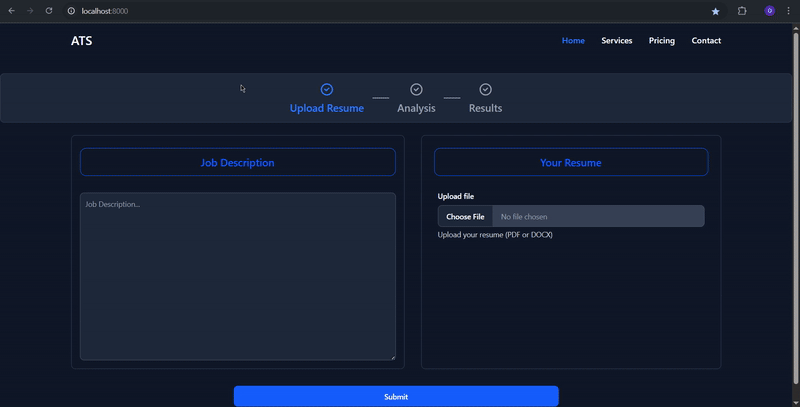 localhost:8000
G
ATS
Home Services Pricing Contact
Upload Resume Analysis Results
Job Description
Your Resume
Job Description...
Upload file
Choose File No file chosen
Upload your resume (PDF or DOCX)
Submit